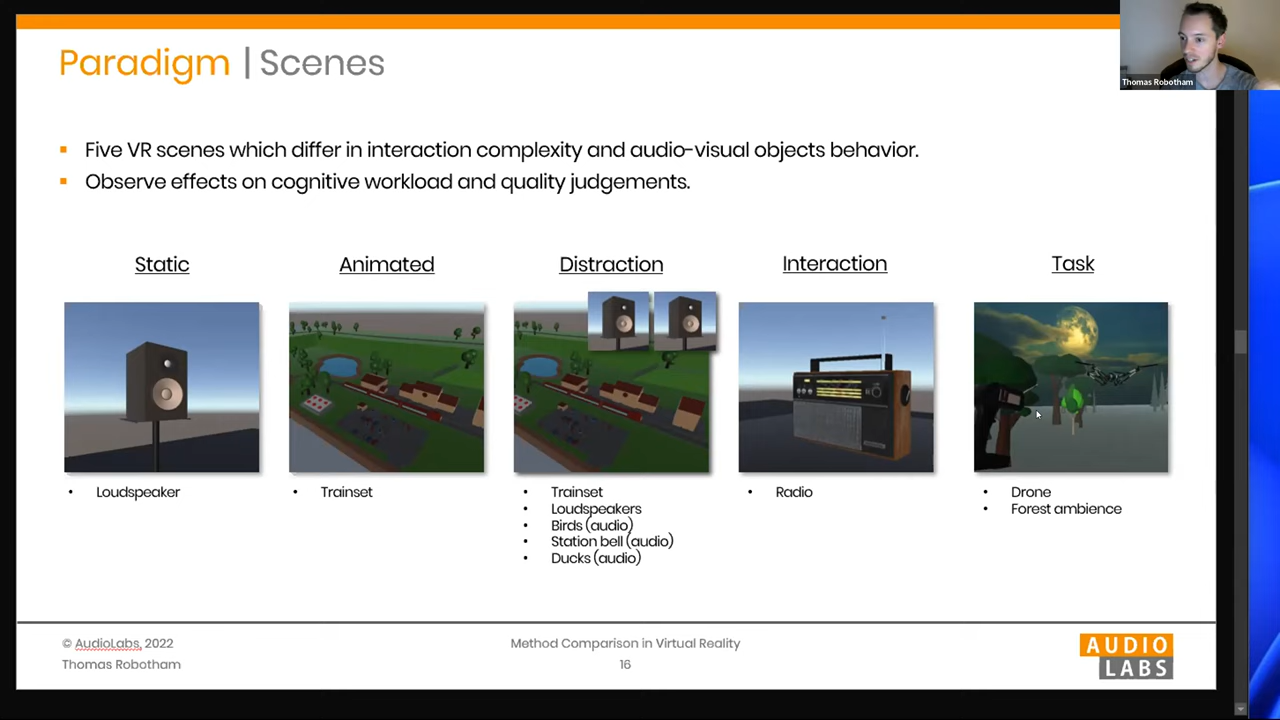 Paradigm | Scenes
Thomas Robotham
▪ Five VR scenes which differ in interaction complexity and audio-visual objects behavior.
▪ Observe effects on cognitive workload and quality judgements.
Static
• Loudspeaker
Animated
• Trainset
Distraction
• Trainset
• Loudspeakers
• Birds (audio)
• Station bell (audio)
• Ducks (audio)
Interaction
• Radio
Task
• Drone
• Forest ambience
© AudioLabs, 2022
Thomas Robotham
Method Comparison in Virtual Reality
16
AUDIO
LABS